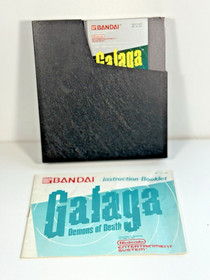 BANDAI
Galaga
BANDAI Instruction Booklet
Galaga
Demons of Death
Nintendo
ENTERTAINMENT
SYSTEM